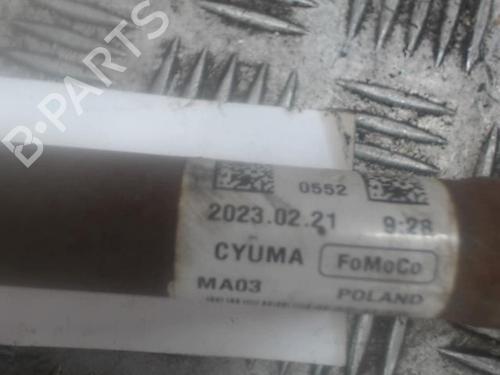 B-PARTS
0552
2023.02.21 9:28
CYUMA FoMoCo
MA03 POLAND